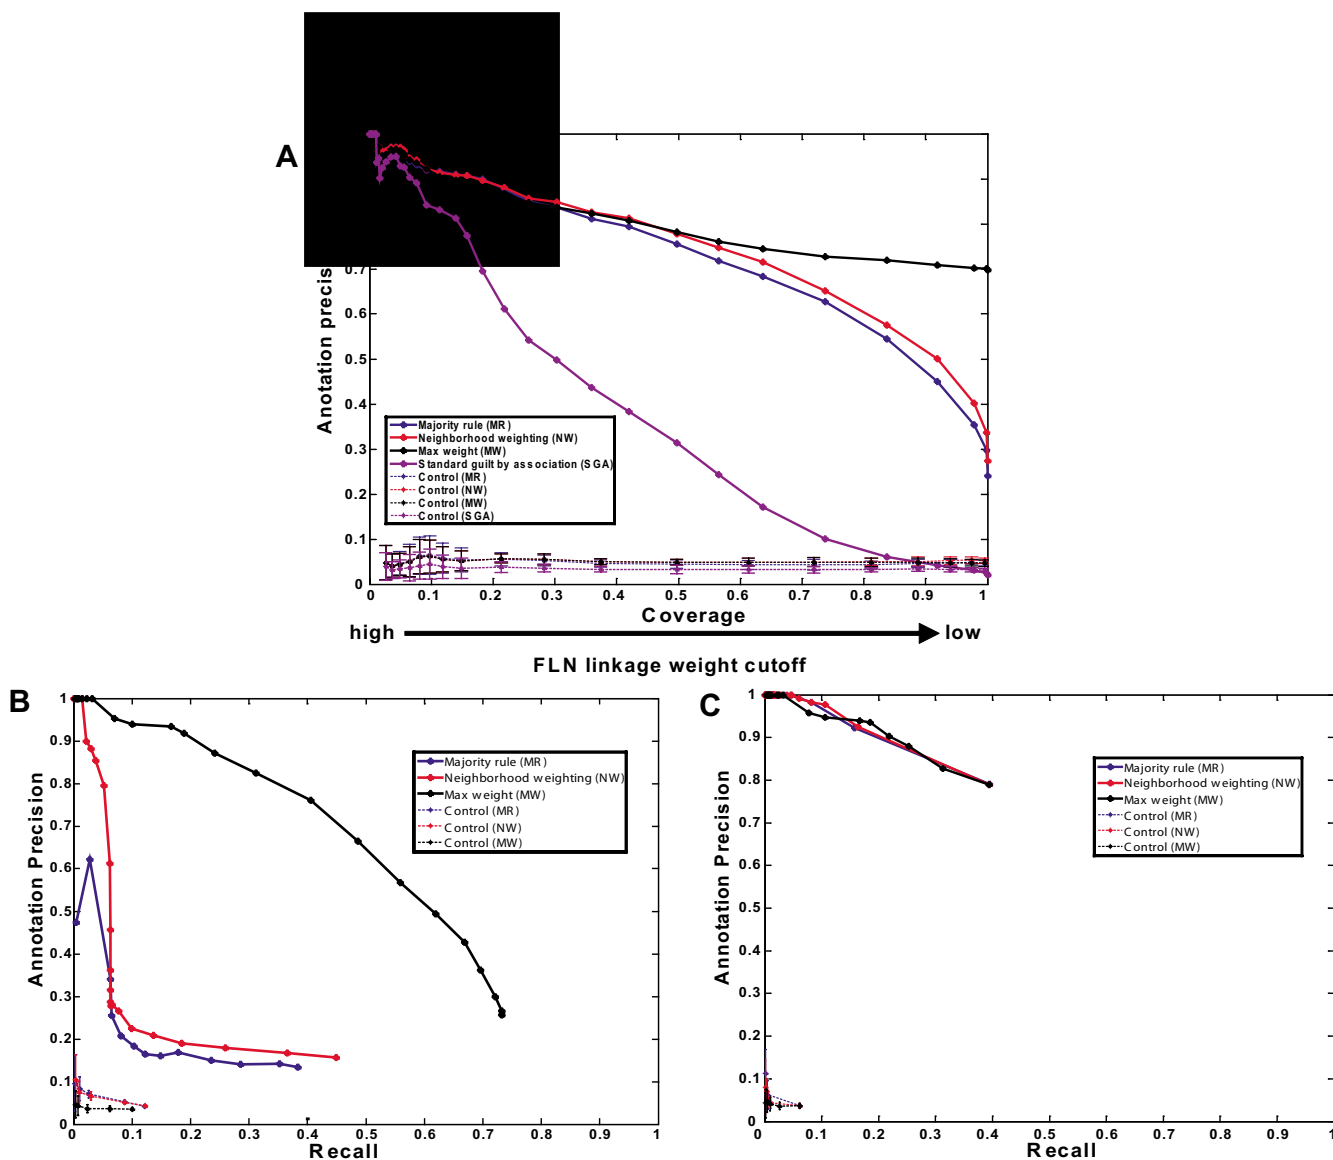 A
Anotation precis
0.7
0.6
0.5
0.4
0.3
0.2
0.1
0
Majority rule (MR)
Neighborhood weighting (NW)
Max weight (MW)
Standard guilt by association (SGA)
Control (MR)
Control (NW)
Control (MW)
Control (SGA)
0 0.1 0.2 0.3 0.4 0.5 0.6 0.7 0.8 0.9 1
Coverage
high low
FLN linkage weight cutoff
B
Annotation Precision
1
0.9
0.8
0.7
0.6
0.5
0.4
0.3
0.2
0.1
0
Majority rule (MR)
Neighborhood weighting (NW)
Max weight (MW)
Control (MR)
Control (NW)
Control (MW)
0 0.1 0.2 0.3 0.4 0.5 0.6 0.7 0.8 0.9 1
Recall
C
Annotation Precision
1
0.9
0.8
0.7
0.6
0.5
0.4
0.3
0.2
0.1
0
Majority rule (MR)
Neighborhood weighting (NW)
Max weight (MW)
Control (MR)
Control (NW)
Control (MW)
0 0.1 0.2 0.3 0.4 0.5 0.6 0.7 0.8 0.9 1
Recall